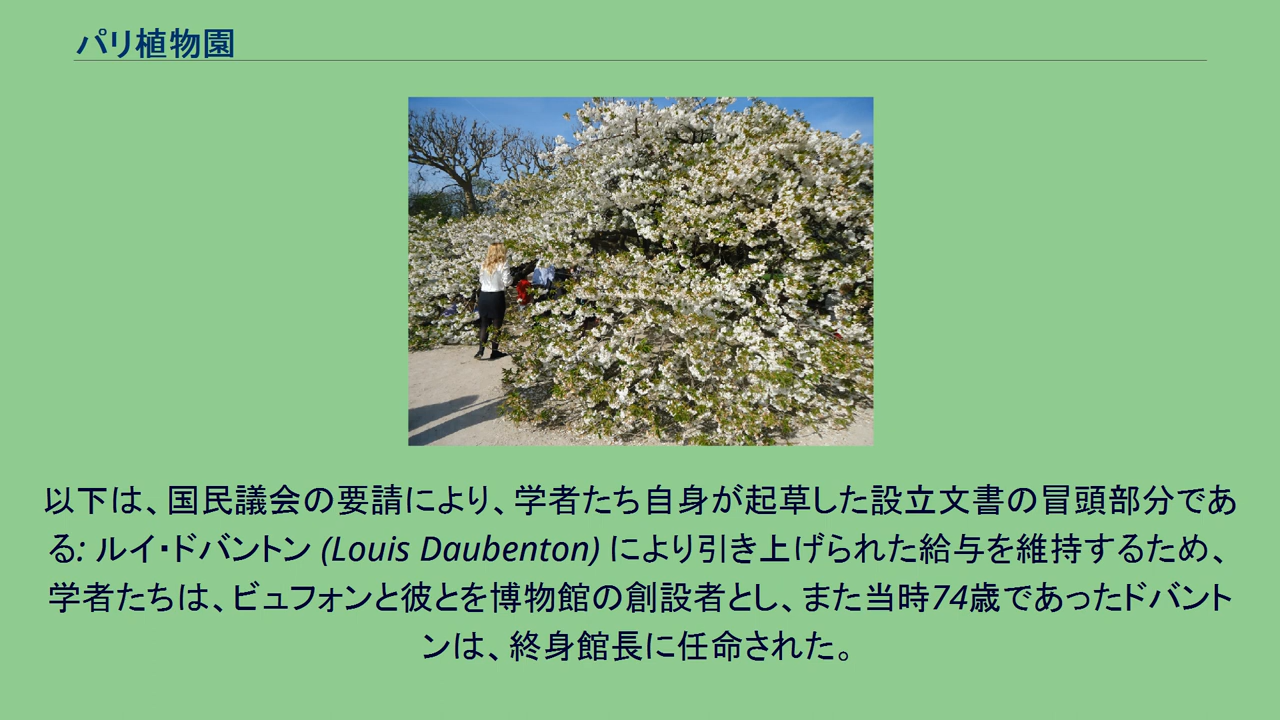 パリ植物園
以下は、国民議会の要請により、学者たち自身が起草した設立文書の冒頭部分であ
る: ルイ・ドバントン (Louis Daubenton) により引き上げられた給与を維持するため、
学者たちは、ビュフォンと彼とを博物館の創設者とし、また当時74歳であったドバント
ンは、終身館長に任命された。